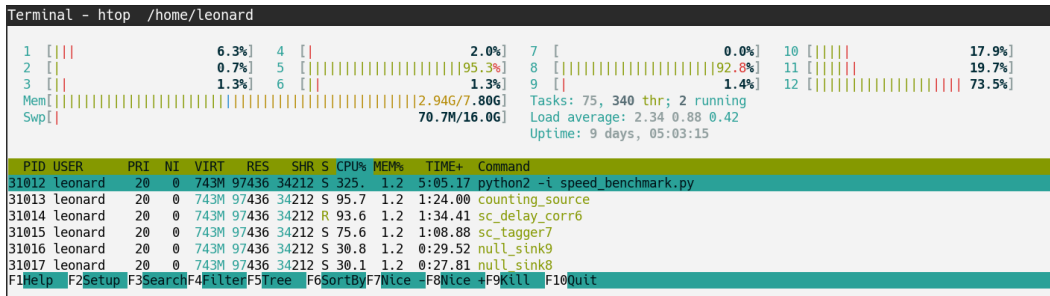 Terminal - htop /home/leonard
1 [||| 6.3%] 4 [| 2.0%] 7 [ 0.0%] 10 [||||| 17.9%]
2 [| 0.7%] 5 [|||||||||||||||||||||95.3%] 8 [|||||||||||||||||||||92.8%] 11 [|||||| 19.7%]
3 [|| 1.3%] 6 [|| 1.3%] 9 [| 1.4%] 12 [|||||||||||||||||||| 73.5%]
Mem[||||||||||||||||||||||||||||||||||||||||||||||||2.94G/7.80G] Tasks: 75, 340 thr; 2 running
Swp[| 70.7M/16.0G] Load average: 2.34 0.88 0.42
Uptime: 9 days, 05:03:15
PID USER PRI NI VIRT RES SHR S CPU% MEM% TIME+ Command
31012 leonard 20 0 743M 97436 34212 S 325. 1.2 5:05.17 python2 -i speed_benchmark.py
31013 leonard 20 0 743M 97436 34212 S 95.7 1.2 1:24.00 counting_source
31014 leonard 20 0 743M 97436 34212 R 93.6 1.2 1:34.41 sc_delay_corr6
31015 leonard 20 0 743M 97436 34212 S 75.6 1.2 1:08.88 sc_tagger7
31016 leonard 20 0 743M 97436 34212 S 30.8 1.2 0:29.52 null_sink9
31017 leonard 20 0 743M 97436 34212 S 30.1 1.2 0:27.81 null_sink8
F1Help F2Setup F3SearchF4FilterF5Tree F6SortByF7Nice -F8Nice +F9Kill F10Quit